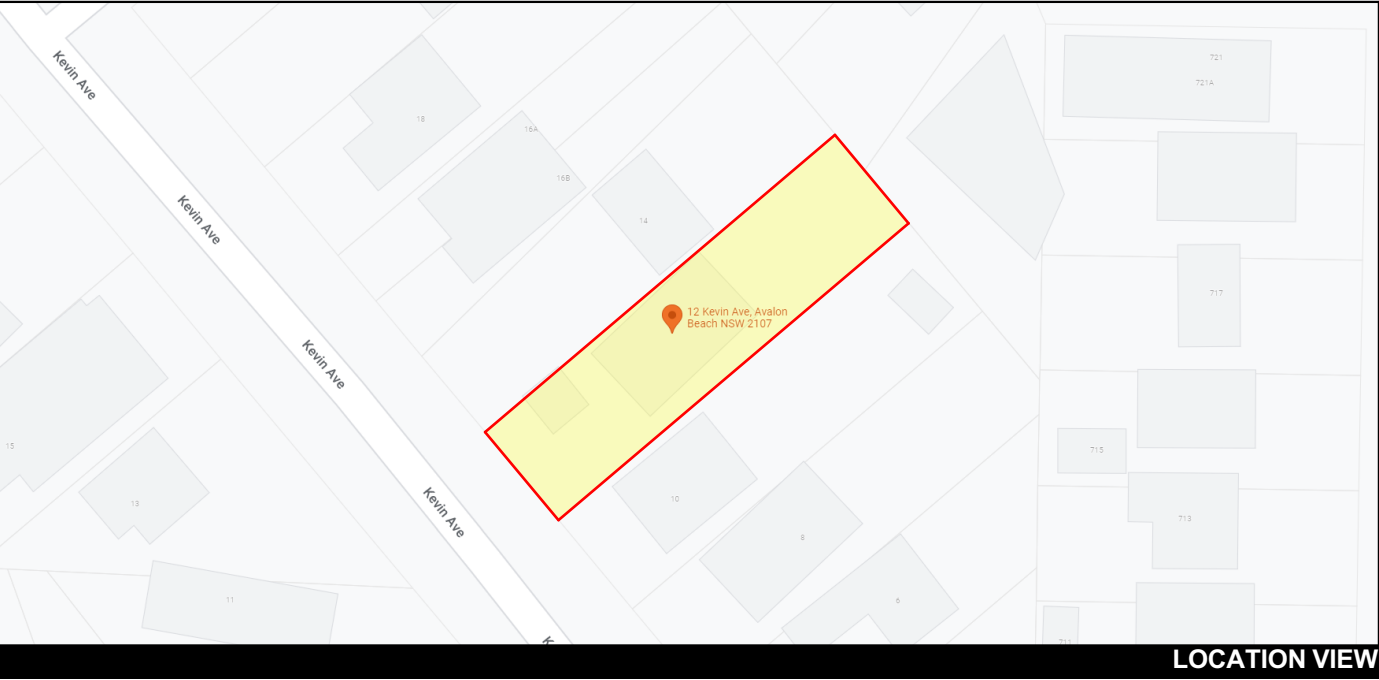 Kevin Ave
721
721A
18
16A
16B
Kevin Ave
14
717
12 Kevin Ave, Avalon
Beach NSW 2107
Kevin Ave
15
13
10
715
Kevin Ave
8
713
11
6
711
K
LOCATION VIEW